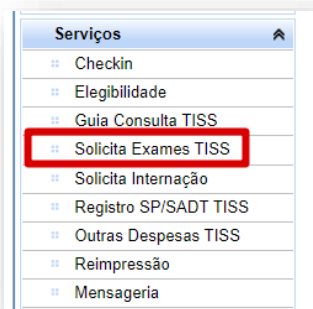 Serviços
Checkin
Elegibilidade
Guia Consulta TISS
Solicita Exames TISS
Solicita Internação
Registro SP/SADT TISS
Outras Despesas TISS
Reimpressão
Mensageria